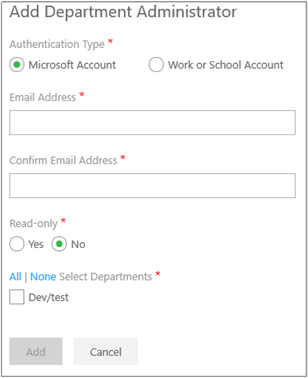 Add Department Administrator
Authentication Type *
Microsoft Account Work or School Account
Email Address *
Confirm Email Address *
Read-only *
Yes No
All | None Select Departments *
Dev/test
Add Cancel